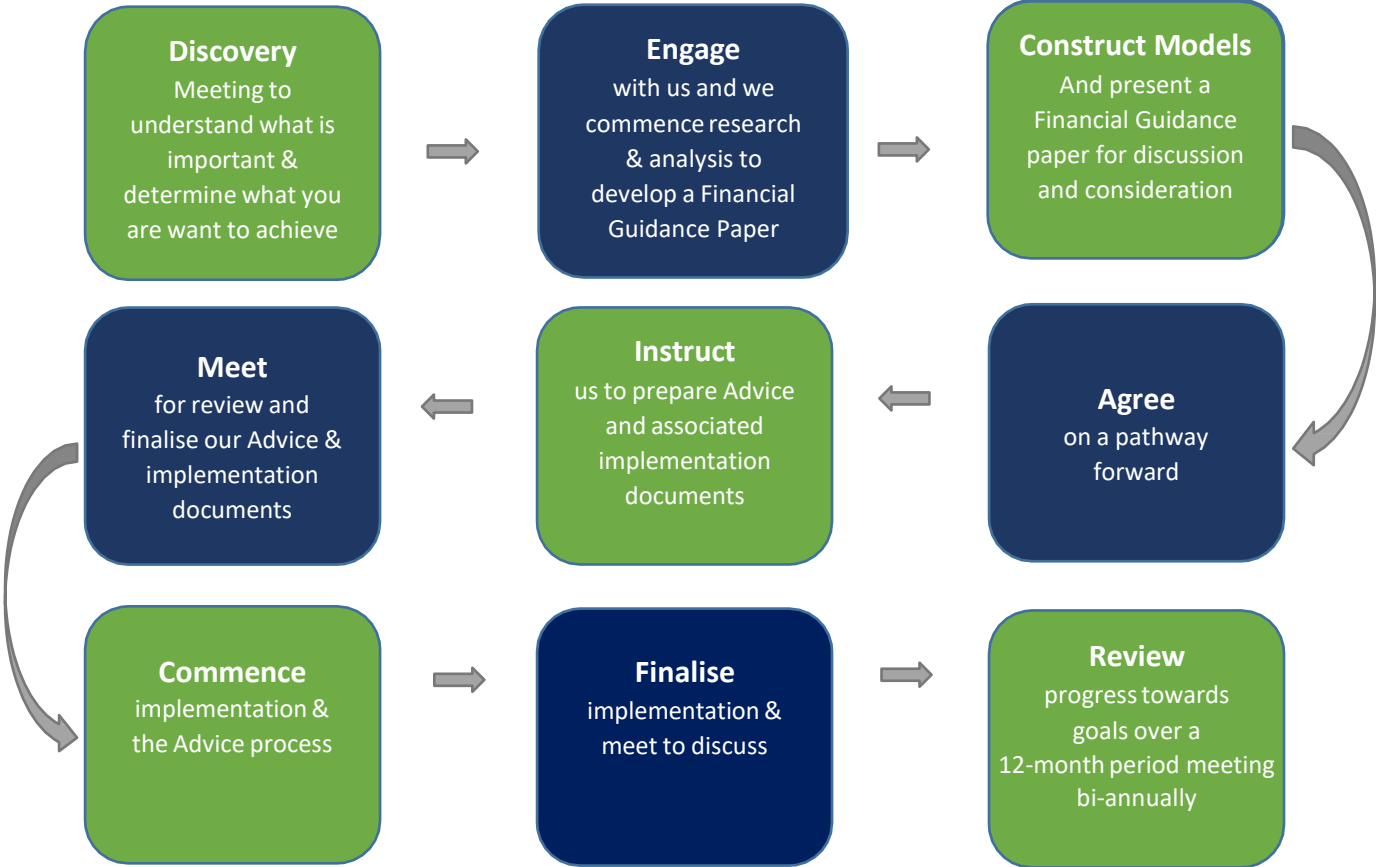 Discovery
Meeting to
understand what is
important &
determine what you
are want to achieve
Engage
with us and we
commence research
& analysis to
develop a Financial
Guidance Paper
Construct Models
And present a
Financial Guidance
paper for discussion
and consideration
Agree
on a pathway
forward
Instruct
us to prepare Advice
and associated
implementation
documents
Meet
for review and
finalise our Advice &
implementation
documents
Commence
implementation &
the Advice process
Finalise
implementation &
meet to discuss
Review
progress towards
goals over a
12-month period meeting
bi-annually